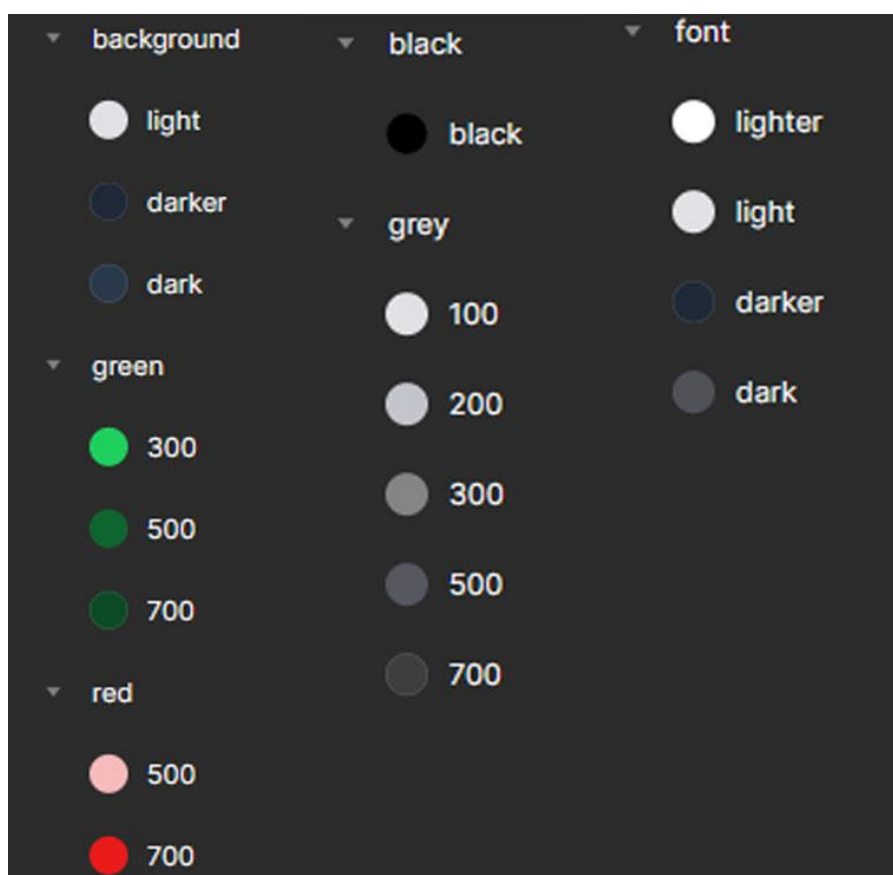 background
light
darker
dark
green
300
500
700
red
500
700
black
black
grey
100
200
300
500
700
font
lighter
light
darker
dark